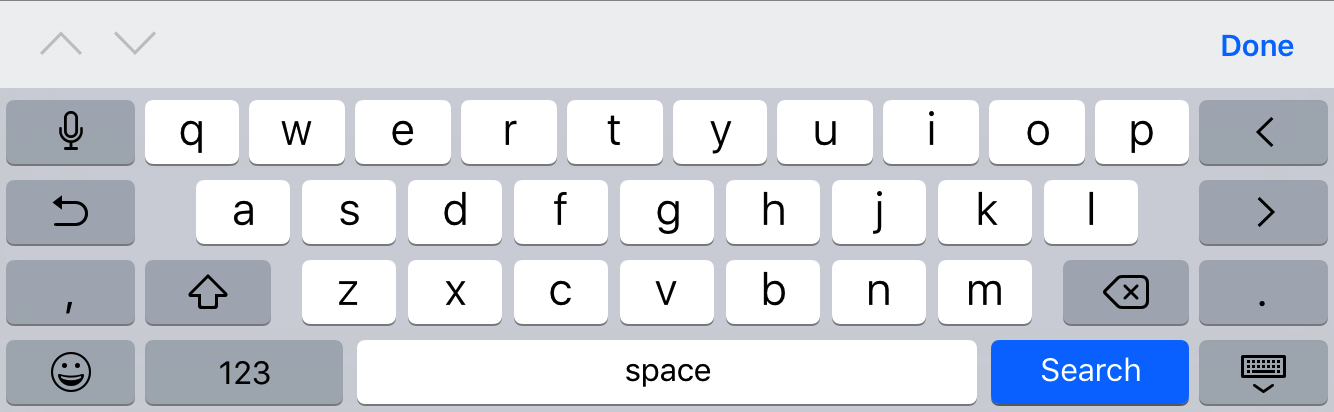 Done
q w e r t y u i o p <
a s d f g h j k l >
, z x c v b n m .
123 space Search